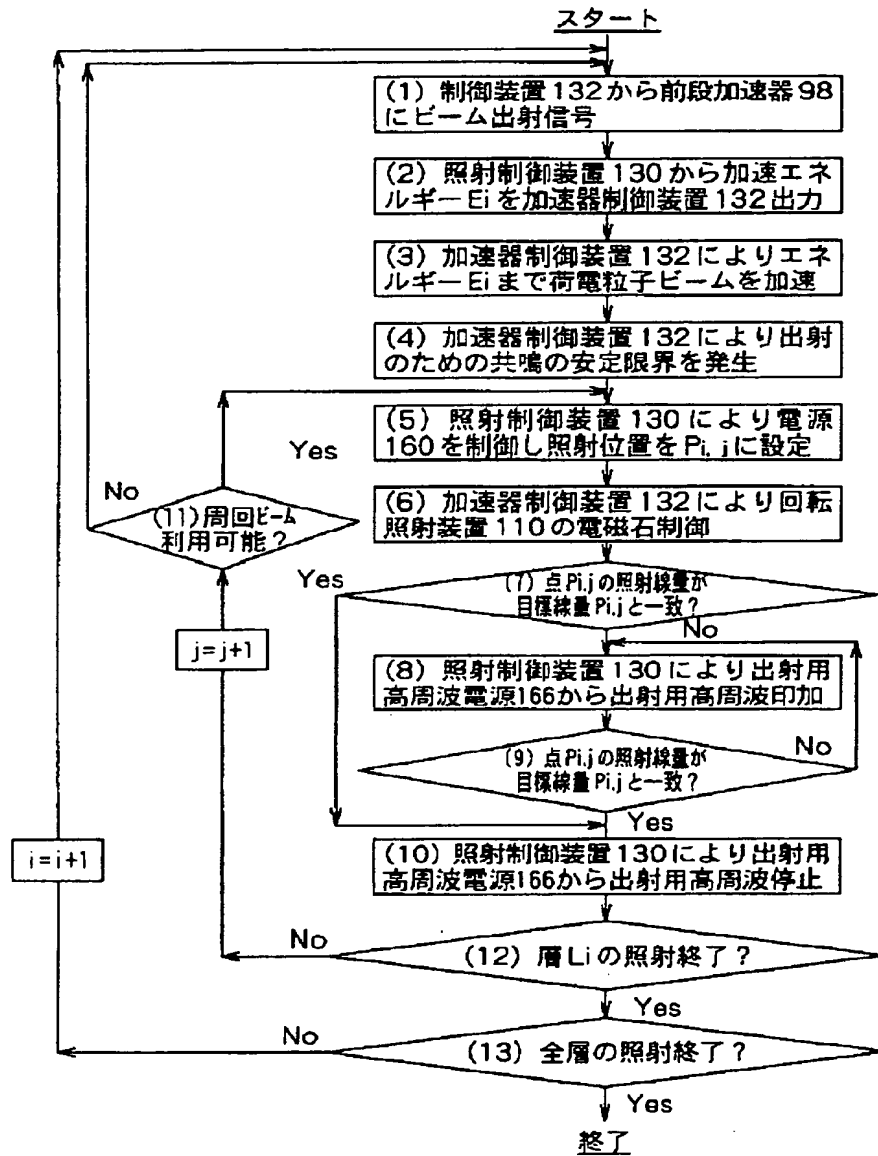 スタート
(1) 制御装置132から前段加速器98
にビーム出射信号
(2) 照射制御装置130から加速エネ
ルギーEiを加速器制御装置132出力
(3) 加速器制御装置132によりエネ
ルギーEiまで荷電粒子ビームを加速
(4) 加速器制御装置132により出射
のための共鳴の安定限界を発生
(5) 照射制御装置130により電源
160を制御し照射位置をPi, jに設定
Yes
No
(11)周回ビーム
利用可能?
(6) 加速器制御装置132により回転
照射装置110の電磁石制御
Yes
(7) 点Pi.jの照射線量が
目標線量Pi.jと一致?
No
j=j+1
(8) 照射制御装置130により出射用
高周波電源166から出射用高周波印加
(9) 点Pi.jの照射線量が
目標線量Pi.jと一致?
No
Yes
i=i+1
(10) 照射制御装置130により出射用
高周波電源166から出射用高周波停止
No
(12) 層Liの照射終了?
Yes
No
(13) 全層の照射終了?
Yes
終了